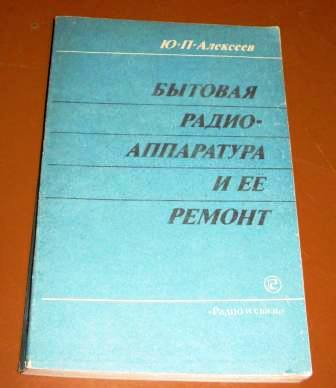 Ю·П·Алексеев
БЫТОВАЯ
РАДИО-
АППАРАТУРА
И ЕЕ
РЕМОНТ
«Радио и связь»